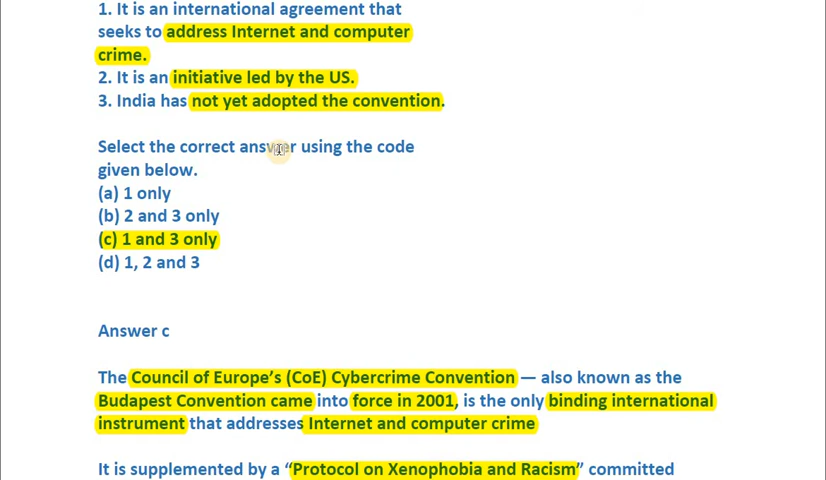 1. It is an international agreement that
seeks to address Internet and computer
crime.
2. It is an initiative led by the US.
3. India has not yet adopted the convention.
Select the correct answer using the code
given below.
(a) 1 only
(b) 2 and 3 only
(c) 1 and 3 only
(d) 1, 2 and 3
Answer c
The Council of Europe's (CoE) Cybercrime Convention — also known as the
Budapest Convention came into force in 2001, is the only binding international
instrument that addresses Internet and computer crime
It is supplemented by a “Protocol on Xenophobia and Racism” committed